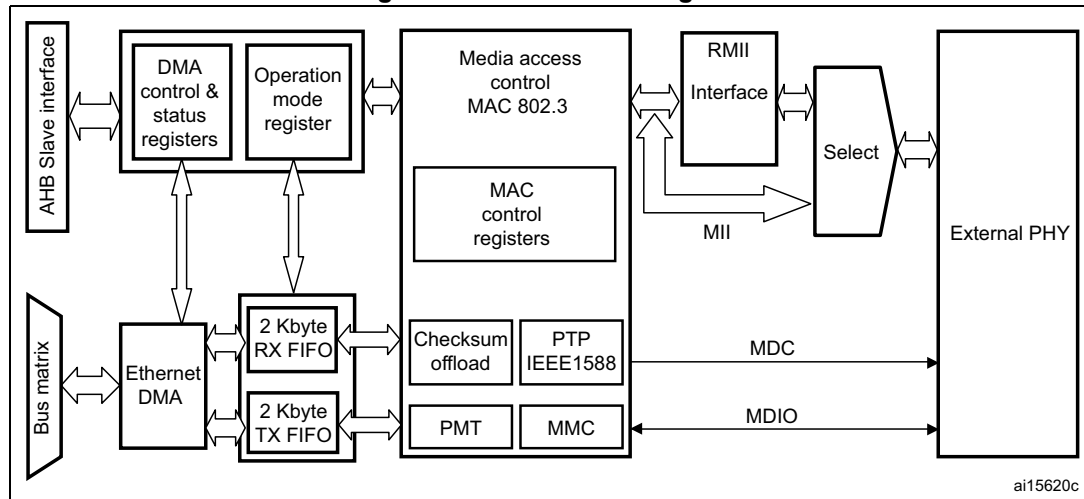 AHB Slave interface
DMA
control &
status
registers
Operation
mode
register
Media access
control
MAC 802.3
RMII
Interface
Select
External PHY
MAC
control
registers
MII
Bus matrix
Ethernet
DMA
2 Kbyte
RX FIFO
2 Kbyte
TX FIFO
Checksum
offload
PTP
IEEE1588
PMT
MMC
MDC
MDIO
ai15620c